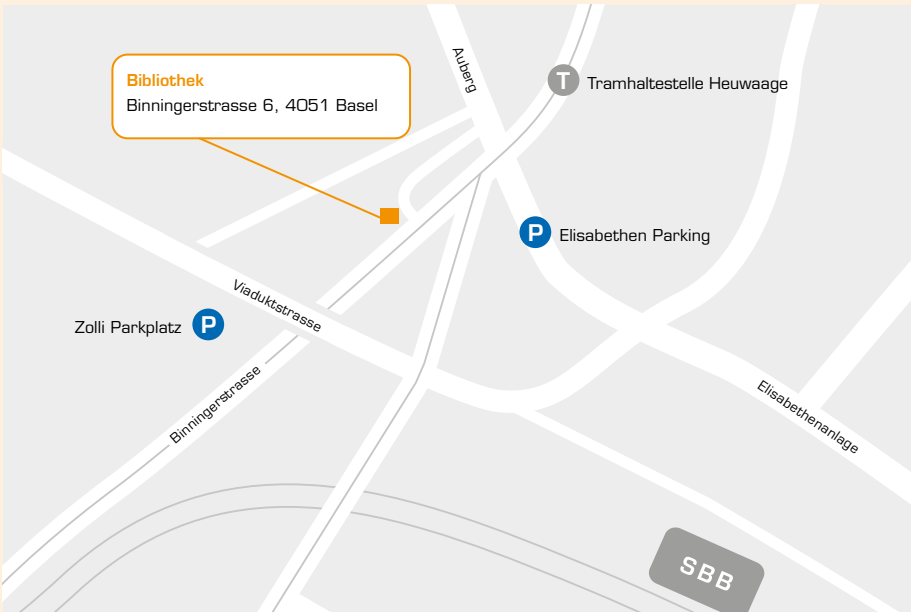 Auberg
T
Tramhaltestelle Heuwaage
Bibliothek
Binningerstrasse 6, 4051 Basel
P
Elisabethen Parking
Viaduktstrasse
Zolli Parkplatz
P
Binningerstrasse
Elisabethenanlage
SBB